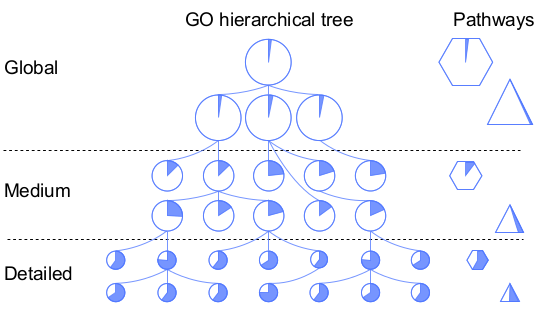 GO hierarchical tree
Pathways
Global
Medium
Detailed